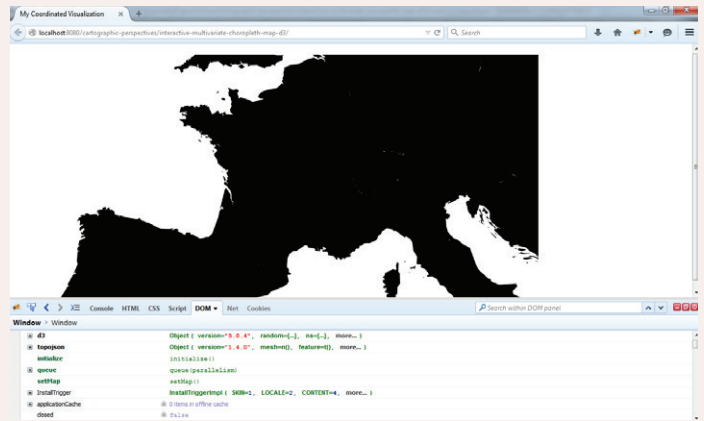 My Coordinated Visualization × +
localhost:8080/cartographic-perspectives/interactive-multivariate-choropleth-map-d3/ Search
Console HTML CSS Script DOM Net Cookies Search within DOM panel
Window > Window
d3 Object { version="3.0.4", random={...}, ns={...}, more... }
topojson Object { version="1.4.0", mesh=n(), feature=t(), more... }
initialize initialize()
queue queue(parallelism)
setMap setMap()
InstallTrigger InstallTriggerImpl { SKIN=1, LOCALE=2, CONTENT=4, more... }
applicationCache 0 items in offline cache
closed false